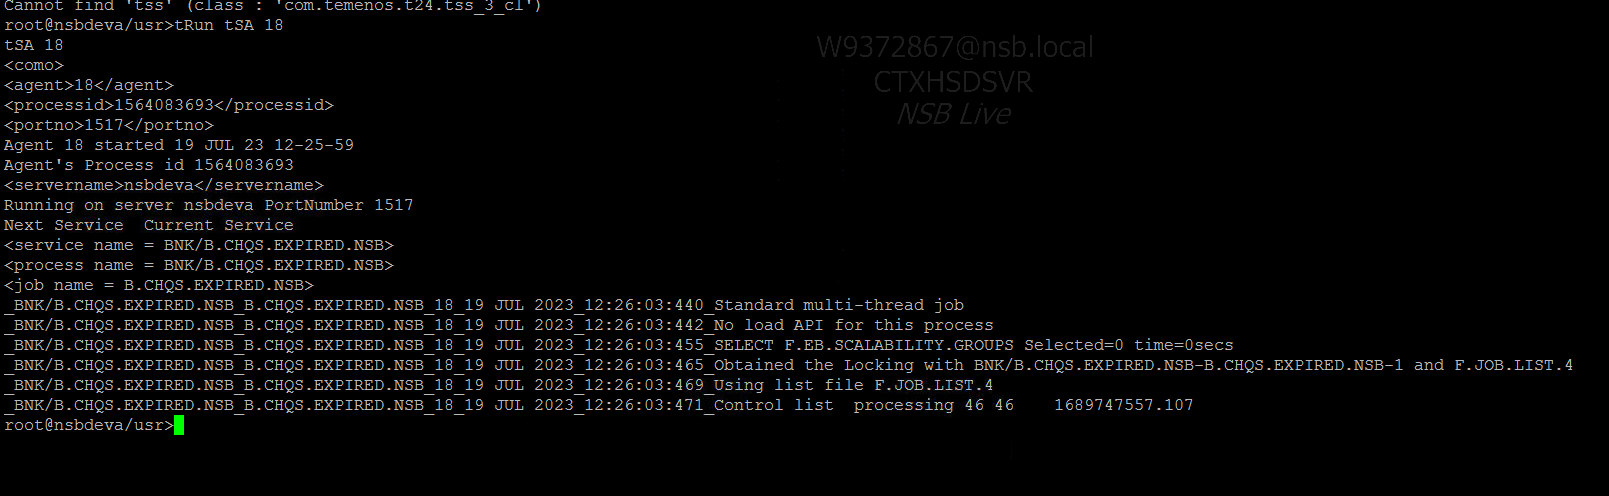 Cannot find 'tss' (class : 'com.temenos.t24.tss_3_cl')
root@nsbdeva/usr>tRun tSA 18
tSA 18
<como>
<agent>18</agent>
<processid>1564083693</processid>
<portno>1517</portno>
Agent 18 started 19 JUL 23 12-25-59
Agent's Process id 1564083693
<servername>nsbdeva</servername>
Running on server nsbdeva PortNumber 1517
Next Service  Current Service
<service name = BNK/B.CHQS.EXPIRED.NSB>
<process name = BNK/B.CHQS.EXPIRED.NSB>
<job name = B.CHQS.EXPIRED.NSB>
_BNK/B.CHQS.EXPIRED.NSB_B.CHQS.EXPIRED.NSB_18_19 JUL 2023_12:26:03:440_Standard multi-thread job
_BNK/B.CHQS.EXPIRED.NSB_B.CHQS.EXPIRED.NSB_18_19 JUL 2023_12:26:03:442_No load API for this process
_BNK/B.CHQS.EXPIRED.NSB_B.CHQS.EXPIRED.NSB_18_19 JUL 2023_12:26:03:455_SELECT F.EB.SCALABILITY.GROUPS Selected=0 time=0secs
_BNK/B.CHQS.EXPIRED.NSB_B.CHQS.EXPIRED.NSB_18_19 JUL 2023_12:26:03:465_Obtained the Locking with BNK/B.CHQS.EXPIRED.NSB-B.CHQS.EXPIRED.NSB-1 and F.JOB.LIST.4
_BNK/B.CHQS.EXPIRED.NSB_B.CHQS.EXPIRED.NSB_18_19 JUL 2023_12:26:03:469_Using list file F.JOB.LIST.4
_BNK/B.CHQS.EXPIRED.NSB_B.CHQS.EXPIRED.NSB_18_19 JUL 2023_12:26:03:471_Control list  processing 46 46    1689747557.107
root@nsbdeva/usr>
W9372867@nsb.local
CTXHSDSVR
NSB Live